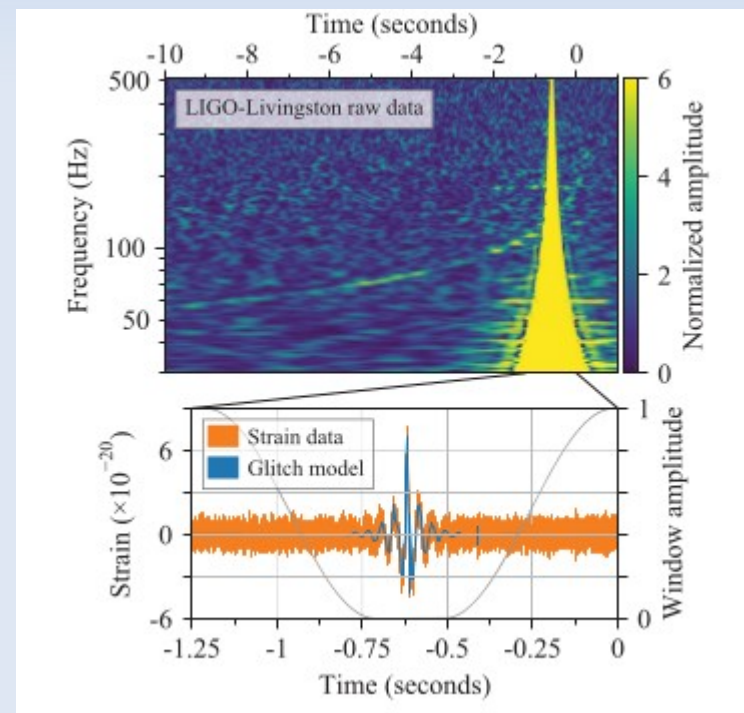 Time (seconds)
-10 -8 -6 -4 -2 0
500
100
50
Frequency (Hz)
LIGO-Livingston raw data
6
4
2
0
Normalized amplitude
6
0
-6
Strain (×10⁻²⁰)
Strain data
Glitch model
1
0
Window amplitude
-1.25 -1 -0.75 -0.5 -0.25 0
Time (seconds)